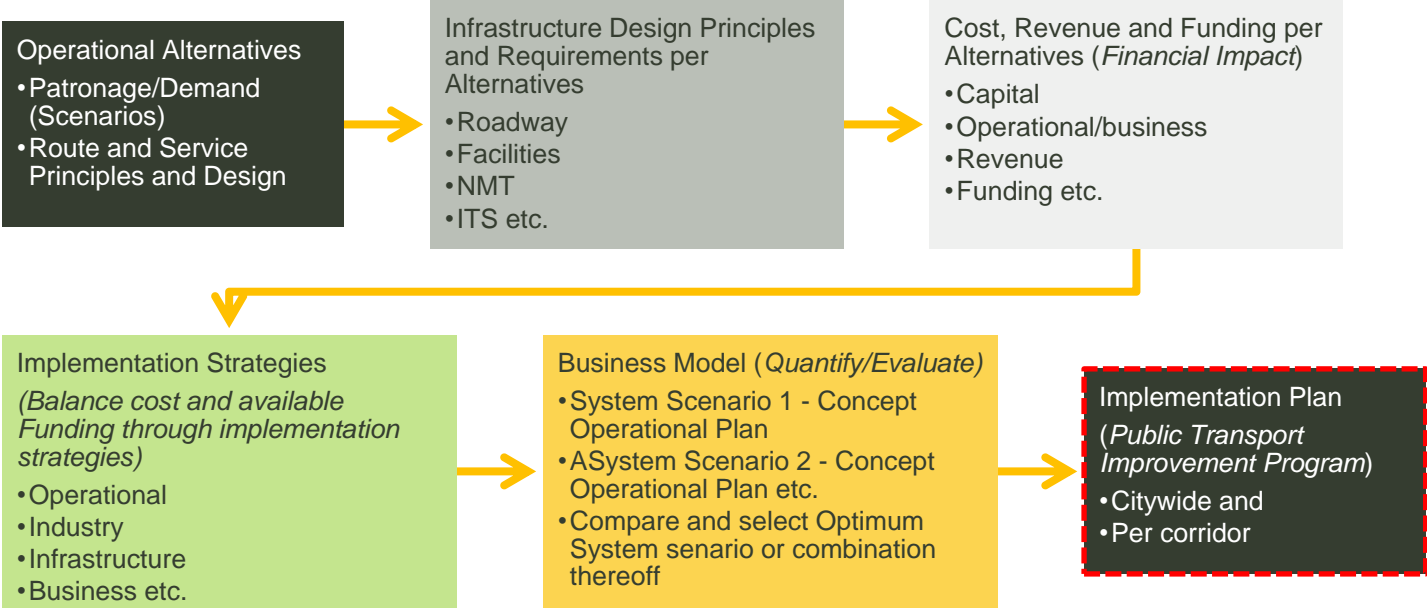 Operational Alternatives
•Patronage/Demand
(Scenarios)
•Route and Service
Principles and Design
Infrastructure Design Principles
and Requirements per
Alternatives
•Roadway
•Facilities
•NMT
•ITS etc.
Cost, Revenue and Funding per
Alternatives (Financial Impact)
•Capital
•Operational/business
•Revenue
•Funding etc.
Implementation Strategies
(Balance cost and available
Funding through implementation
strategies)
•Operational
•Industry
•Infrastructure
•Business etc.
Business Model (Quantify/Evaluate)
•System Scenario 1 - Concept
Operational Plan
•ASystem Scenario 2 - Concept
Operational Plan etc.
•Compare and select Optimum
System senario or combination
thereoff
Implementation Plan
(Public Transport
Improvement Program)
•Citywide and
•Per corridor